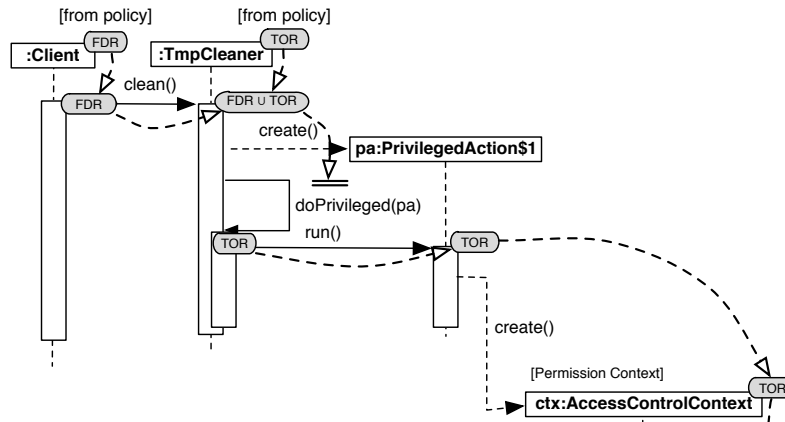 [from policy]
[from policy]
FDR
TOR
:Client
:TmpCleaner
clean()
FDR
FDR ∪ TOR
create()
pa:PrivilegedAction$1
doPrivileged(pa)
TOR
run()
TOR
create()
[Permission Context]
TOR
ctx:AccessControlContext